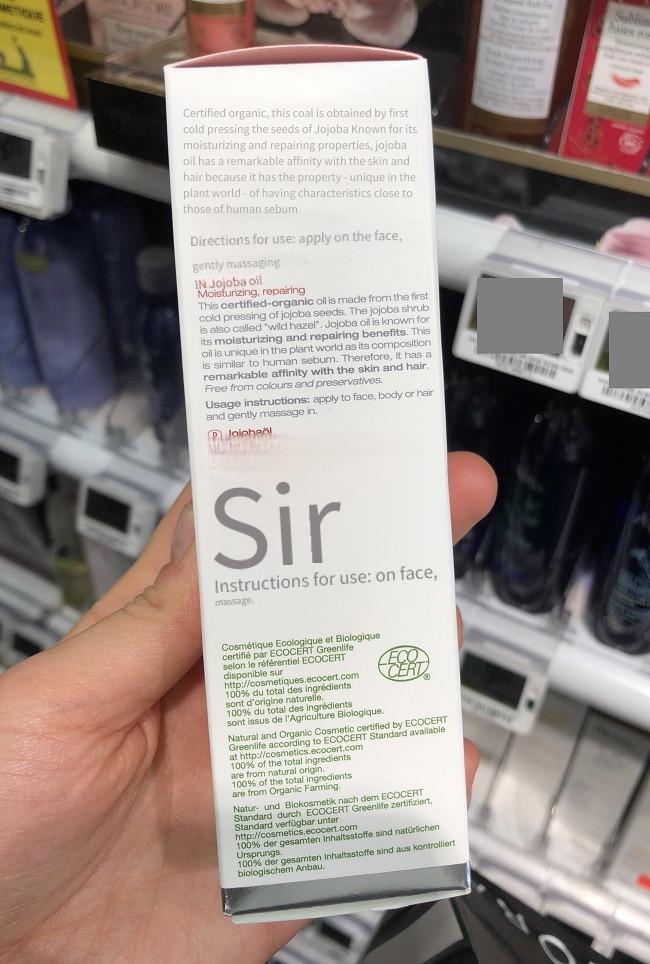 Certified organic, this coal is obtained by first
cold pressing the seeds of Jojoba Known for its
moisturizing and repairing properties, jojoba
oil has a remarkable affinity with the skin and
hair because it has the property - unique in the
plant world - of having characteristics close to
those of human sebum
Directions for use: apply on the face,
gently massaging
IN Jojoba oil
Moisturizing, repairing
This certified-organic oil is made from the first
cold pressing of jojoba seeds. The jojoba shrub
is also called "wild hazel". Jojoba oil is known for
its moisturizing and repairing benefits. This
oil is unique in the plant world as its composition
is similar to human sebum. Therefore, it has a
remarkable affinity with the skin and hair.
Free from colours and preservatives.
Usage instructions: apply to face, body or hair
and gently massage in.
D Jojobaöl
Sir
Instructions for use: on face,
massage.
Cosmétique Ecologique et Biologique
certifié par ECOCERT Greenlife
selon le référentiel ECOCERT
disponible sur
http://cosmetiques.ecocert.com
100% du total des ingrédients
sont d'origine naturelle.
100% du total des ingrédients
sont issus de l'Agriculture Biologique.
ECO
CERT
®
Natural and Organic Cosmetic certified by ECOCERT
Greenlife according to ECOCERT Standard available
at http://cosmetics.ecocert.com
100% of the total ingredients
are from natural origin.
100% of the total ingredients
are from Organic Farming.
Natur- und Biokosmetik nach dem ECOCERT
Standard durch ECOCERT Greenlife zertifiziert,
Standard verfügbar unter
http://cosmetics.ecocert.com
100% der gesamten Inhaltsstoffe sind natürlichen
Ursprungs.
100% der gesamten Inhaltsstoffe sind aus kontrolliert
biologischem Anbau.